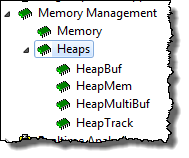 Memory Management
Memory
Heaps
HeapBuf
HeapMem
HeapMultiBuf
HeapTrack